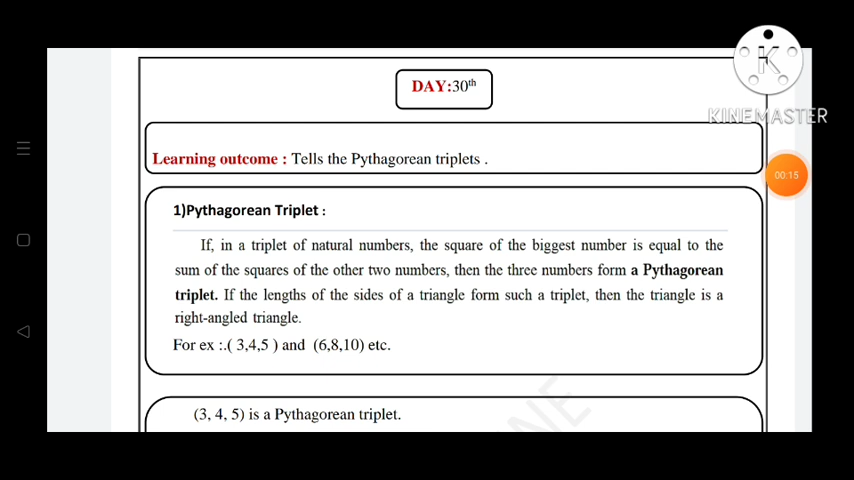 DAY:30th
KINEMASTER
Learning outcome : Tells the Pythagorean triplets .
00:15
1)Pythagorean Triplet :
If, in a triplet of natural numbers, the square of the biggest number is equal to the
sum of the squares of the other two numbers, then the three numbers form a Pythagorean
triplet. If the lengths of the sides of a triangle form such a triplet, then the triangle is a
right-angled triangle.
For ex :.( 3,4,5 ) and (6,8,10) etc.
(3, 4, 5) is a Pythagorean triplet.